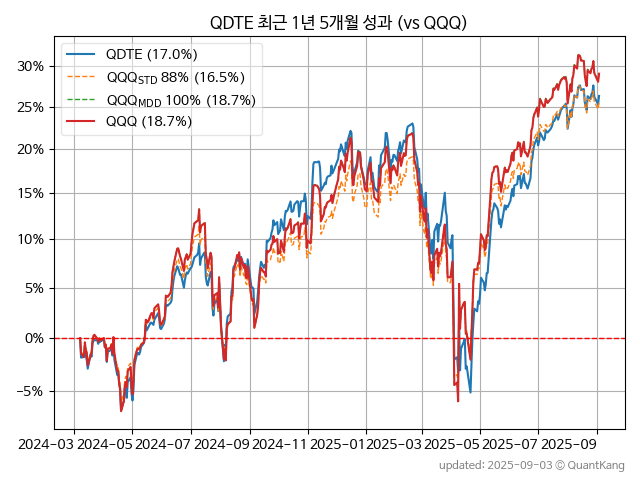 QDTE 최근 1년 5개월 성과 (vs QQQ)
QDTE (17.0%)
QQQSTD 88% (16.5%)
QQQMDD 100% (18.7%)
QQQ (18.7%)
30%
25%
20%
15%
10%
5%
0%
−5%
2024-03 2024-05 2024-07 2024-09 2024-11 2025-01 2025-03 2025-05 2025-07 2025-09
updated: 2025-09-03 © QuantKang